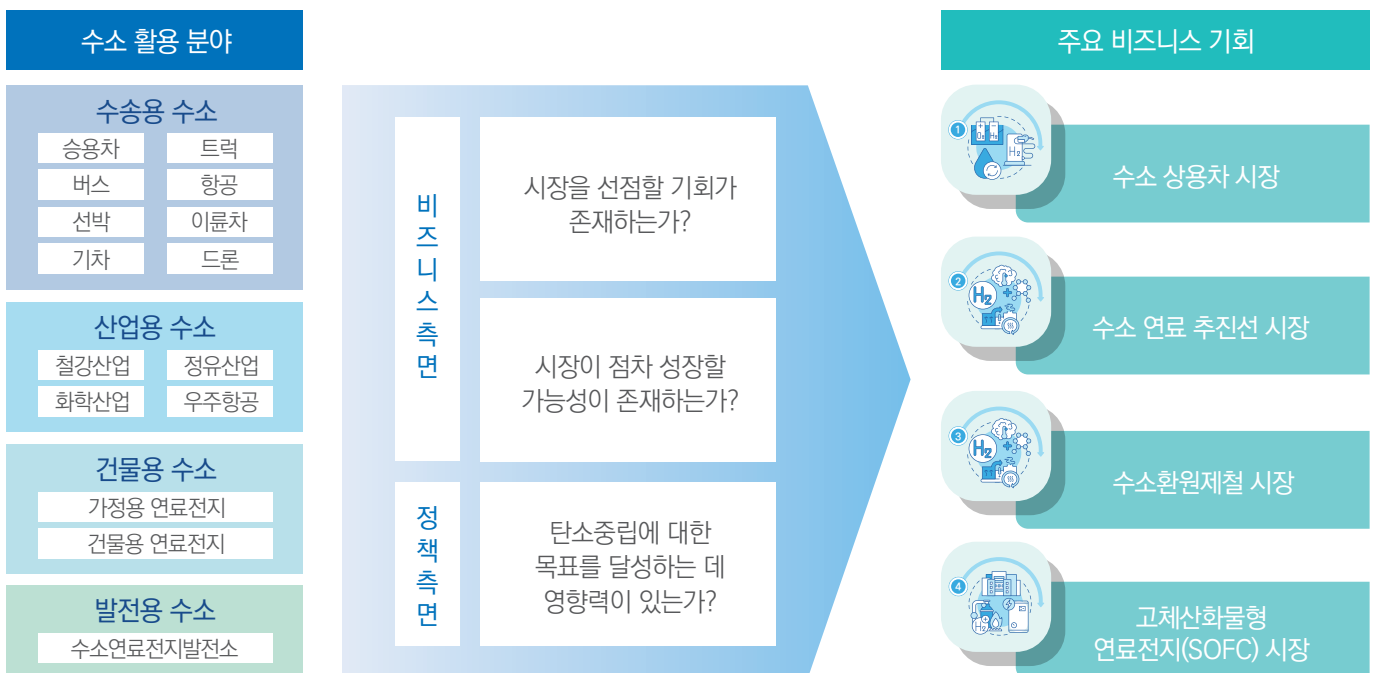 수소 활용 분야
수송용 수소
승용차
트럭
버스
항공
선박
이륜차
기차
드론
산업용 수소
철강산업
정유산업
화학산업
우주항공
건물용 수소
가정용 연료전지
건물용 연료전지
발전용 수소
수소연료전지발전소
비즈니스측면
시장을 선점할 기회가
존재하는가?
시장이 점차 성장할
가능성이 존재하는가?
정책측면
탄소중립에 대한
목표를 달성하는 데
영향력이 있는가?
주요 비즈니스 기회
1
H₂
수소 상용차 시장
2
H₂
수소 연료 추진선 시장
3
H₂
수소환원제철 시장
4
H₂
고체산화물형
연료전지(SOFC) 시장